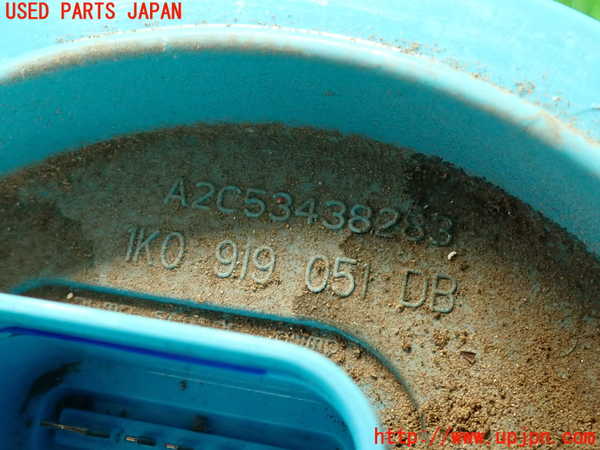 USED PARTS JAPAN
A2C53438283
1K0 919 051 DB
http://www.upjpn.com